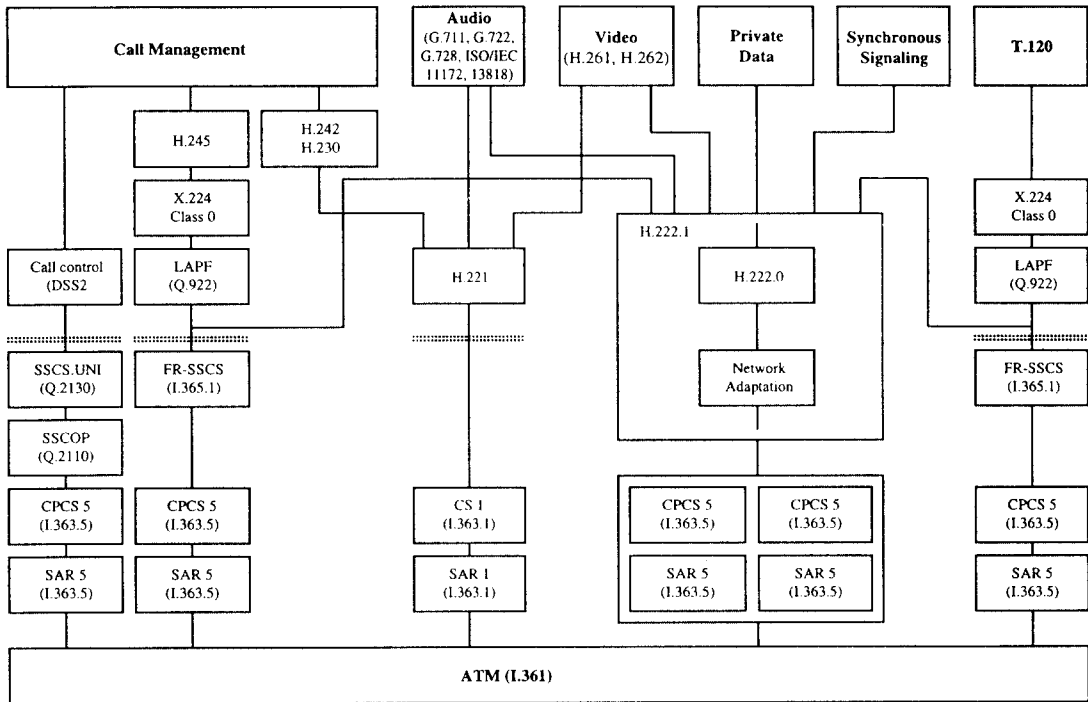 Call Management
Audio
(G.711, G.722,
G.728, ISO/IEC
11172, 13818)
Video
(H.261, H.262)
Private
Data
Synchronous
Signaling
T.120
H.245
H.242
H.230
X.224
Class 0
X.224
Class 0
H.222.1
Call control
(DSS2
LAPF
(Q.922)
H.221
H.222.0
LAPF
(Q.922)
SSCS.UNI
(Q.2130)
FR-SSCS
(I.365.1)
Network
Adaptation
FR-SSCS
(I.365.1)
SSCOP
(Q.2110)
CPCS 5
(I.363.5)
CPCS 5
(I.363.5)
CS 1
(I.363.1)
CPCS 5
(I.363.5)
CPCS 5
(I.363.5)
CPCS 5
(I.363.5)
SAR 5
(I.363.5)
SAR 5
(I.363.5)
SAR 1
(I.363.1)
SAR 5
(I.363.5)
SAR 5
(I.363.5)
SAR 5
(I.363.5)
ATM (I.361)